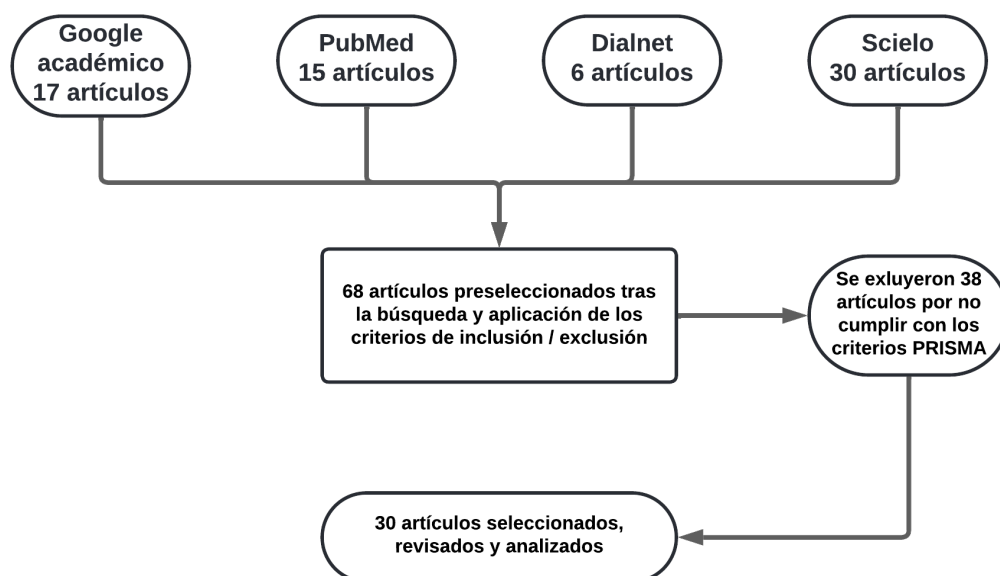 Google
académico
17 artículos
PubMed
15 artículos
Dialnet
6 artículos
Scielo
30 artículos
68 artículos preseleccionados tras
la búsqueda y aplicación de los
criterios de inclusión / exclusión
Se exluyeron 38
artículos por no
cumplir con los
criterios PRISMA
30 artículos seleccionados,
revisados y analizados